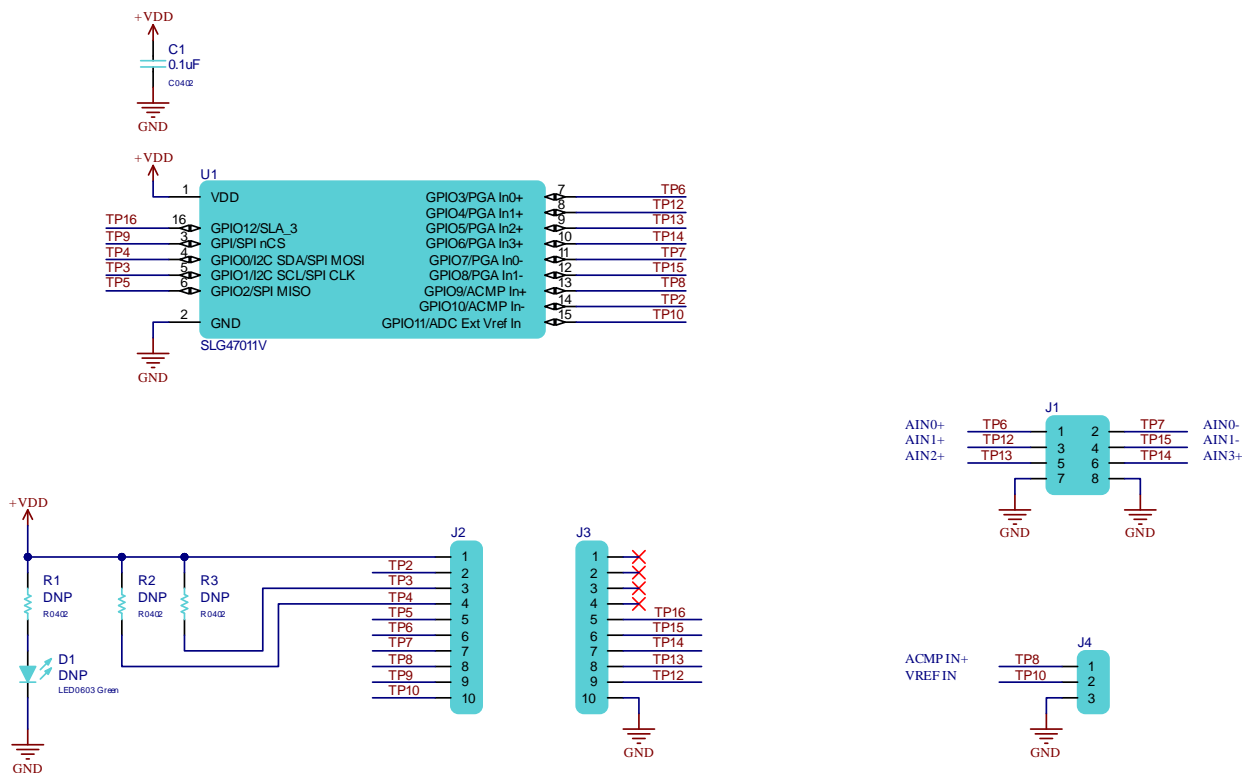 +VDD
C1
0.1uF
C0402
GND
+VDD
U1
1 VDD
TP16 16 GPIO12/SLA_3
TP9 3 GPI/SPI nCS
TP4 4 GPIO0/I2C SDA/SPI MOSI
TP3 5 GPIO1/I2C SCL/SPI CLK
TP5 6 GPIO2/SPI MISO
2 GND
GPIO3/PGA In0+ 7 TP6
GPIO4/PGA In1+ 8 TP12
GPIO5/PGA In2+ 9 TP13
GPIO6/PGA In3+ 10 TP14
GPIO7/PGA In0- 11 TP7
GPIO8/PGA In1- 12 TP15
GPIO9/ACMP In+ 13 TP8
GPIO10/ACMP In- 14 TP2
GPIO11/ADC Ext Vref In 15 TP10
SLG47011V
GND
J1
AIN0+ TP6 1 2 TP7 AIN0-
AIN1+ TP12 3 4 TP15 AIN1-
AIN2+ TP13 5 6 TP14 AIN3+
7 8
GND GND
+VDD
R1
DNP
R0402
R2
DNP
R0402
R3
DNP
R0402
D1
DNP
LED0603 Green
GND
J2
1
TP2 2
TP3 3
TP4 4
TP5 5
TP6 6
TP7 7
TP8 8
TP9 9
TP10 10
J3
1
2
3
4
5 TP16
6 TP15
7 TP14
8 TP13
9 TP12
10
GND
J4
ACMP IN+ TP8 1
VREF IN TP10 2
3
GND